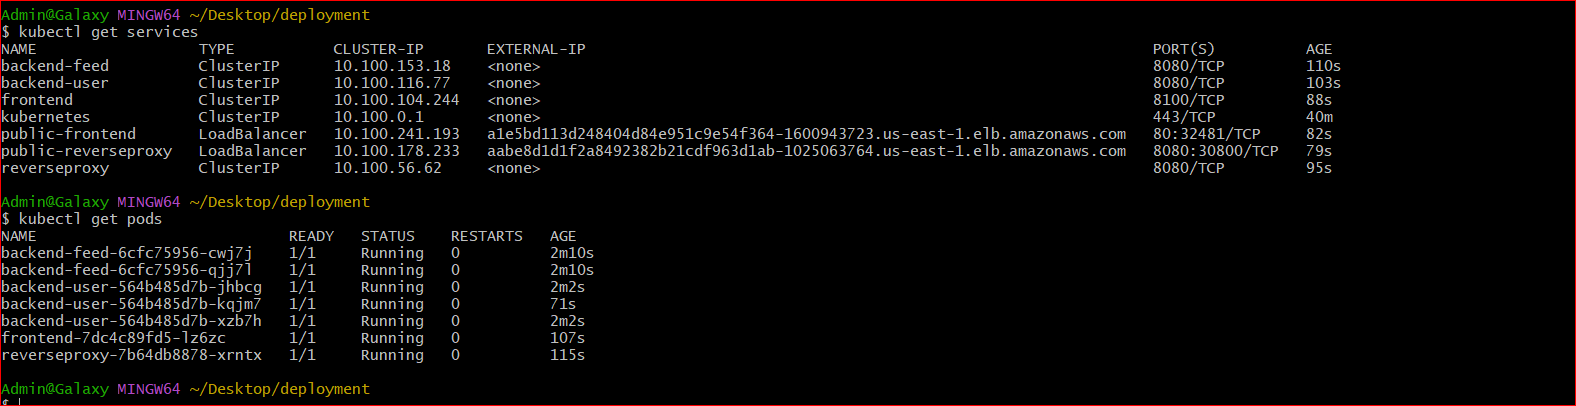 Admin@Galaxy MINGW64 ~/Desktop/deployment
$ kubectl get services
NAME TYPE CLUSTER-IP EXTERNAL-IP PORT(S) AGE
backend-feed ClusterIP 10.100.153.18 <none> 8080/TCP 110s
backend-user ClusterIP 10.100.116.77 <none> 8080/TCP 103s
frontend ClusterIP 10.100.104.244 <none> 8100/TCP 88s
kubernetes ClusterIP 10.100.0.1 <none> 443/TCP 40m
public-frontend LoadBalancer 10.100.241.193 a1e5bd113d248404d84e951c9e54f364-1600943723.us-east-1.elb.amazonaws.com 80:32481/TCP 82s
public-reverseproxy LoadBalancer 10.100.178.233 aabe8d1d1f2a8492382b21cdf963d1ab-1025063764.us-east-1.elb.amazonaws.com 8080:30800/TCP 79s
reverseproxy ClusterIP 10.100.56.62 <none> 8080/TCP 95s
Admin@Galaxy MINGW64 ~/Desktop/deployment
$ kubectl get pods
NAME READY STATUS RESTARTS AGE
backend-feed-6cfc75956-cwj7j 1/1 Running 0 2m10s
backend-feed-6cfc75956-qjj7l 1/1 Running 0 2m10s
backend-user-564b485d7b-jhbcg 1/1 Running 0 2m2s
backend-user-564b485d7b-kqjm7 1/1 Running 0 71s
backend-user-564b485d7b-xzb7h 1/1 Running 0 2m2s
frontend-7dc4c89fd5-lz6zc 1/1 Running 0 107s
reverseproxy-7b64db8878-xrntx 1/1 Running 0 115s
Admin@Galaxy MINGW64 ~/Desktop/deployment
$